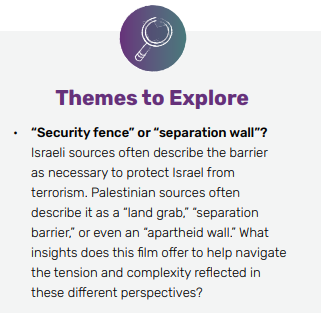 Themes to Explore
• “Security fence” or “separation wall”?
Israeli sources often describe the barrier
as necessary to protect Israel from
terrorism. Palestinian sources often
describe it as a “land grab,” “separation
barrier,” or even an “apartheid wall.” What
insights does this film offer to help navigate
the tension and complexity reflected in
these different perspectives?